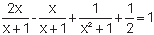 2x/(x+1) - x/(x+1) + 1/(x²+1) + 1/2 = 1